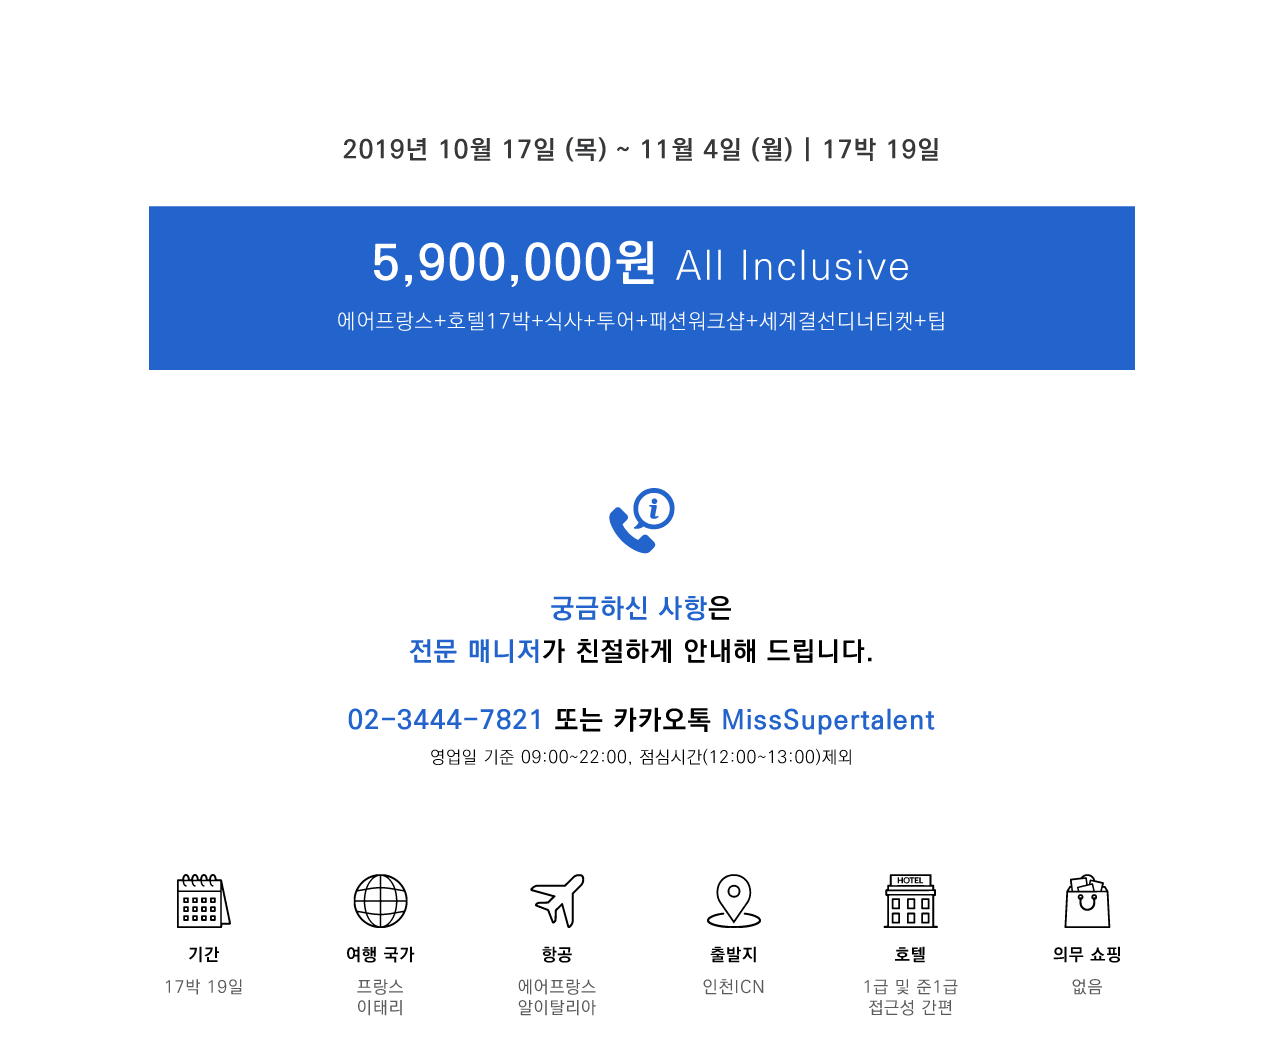 2019년 10월 17일 (목) ~ 11월 4일 (월) | 17박 19일
5,900,000원 All Inclusive
에어프랑스+호텔17박+식사+투어+패션워크샵+세계결선디너티켓+팁
i
궁금하신 사항은
전문 매니저가 친절하게 안내해 드립니다.
02-3444-7821 또는 카카오톡 MissSupertalent
영업일 기준 09:00~22:00, 점심시간(12:00~13:00)제외
HOTEL
기간
17박 19일
여행 국가
프랑스
이태리
항공
에어프랑스
알이탈리아
출발지
인천ICN
호텔
1급 및 준1급
접근성 간편
의무 쇼핑
없음